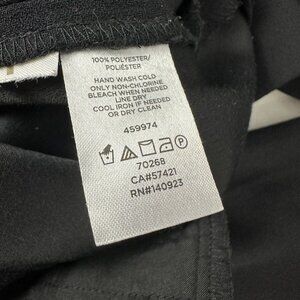 100% POLYESTER/
POLIÉSTER
HAND WASH COLD
ONLY NON-CHLORINE
BLEACH WHEN NEEDED
LINE DRY
COOL IRON IF NEEDED
OR DRY CLEAN
459974
70268
CA#57421
RN#140923